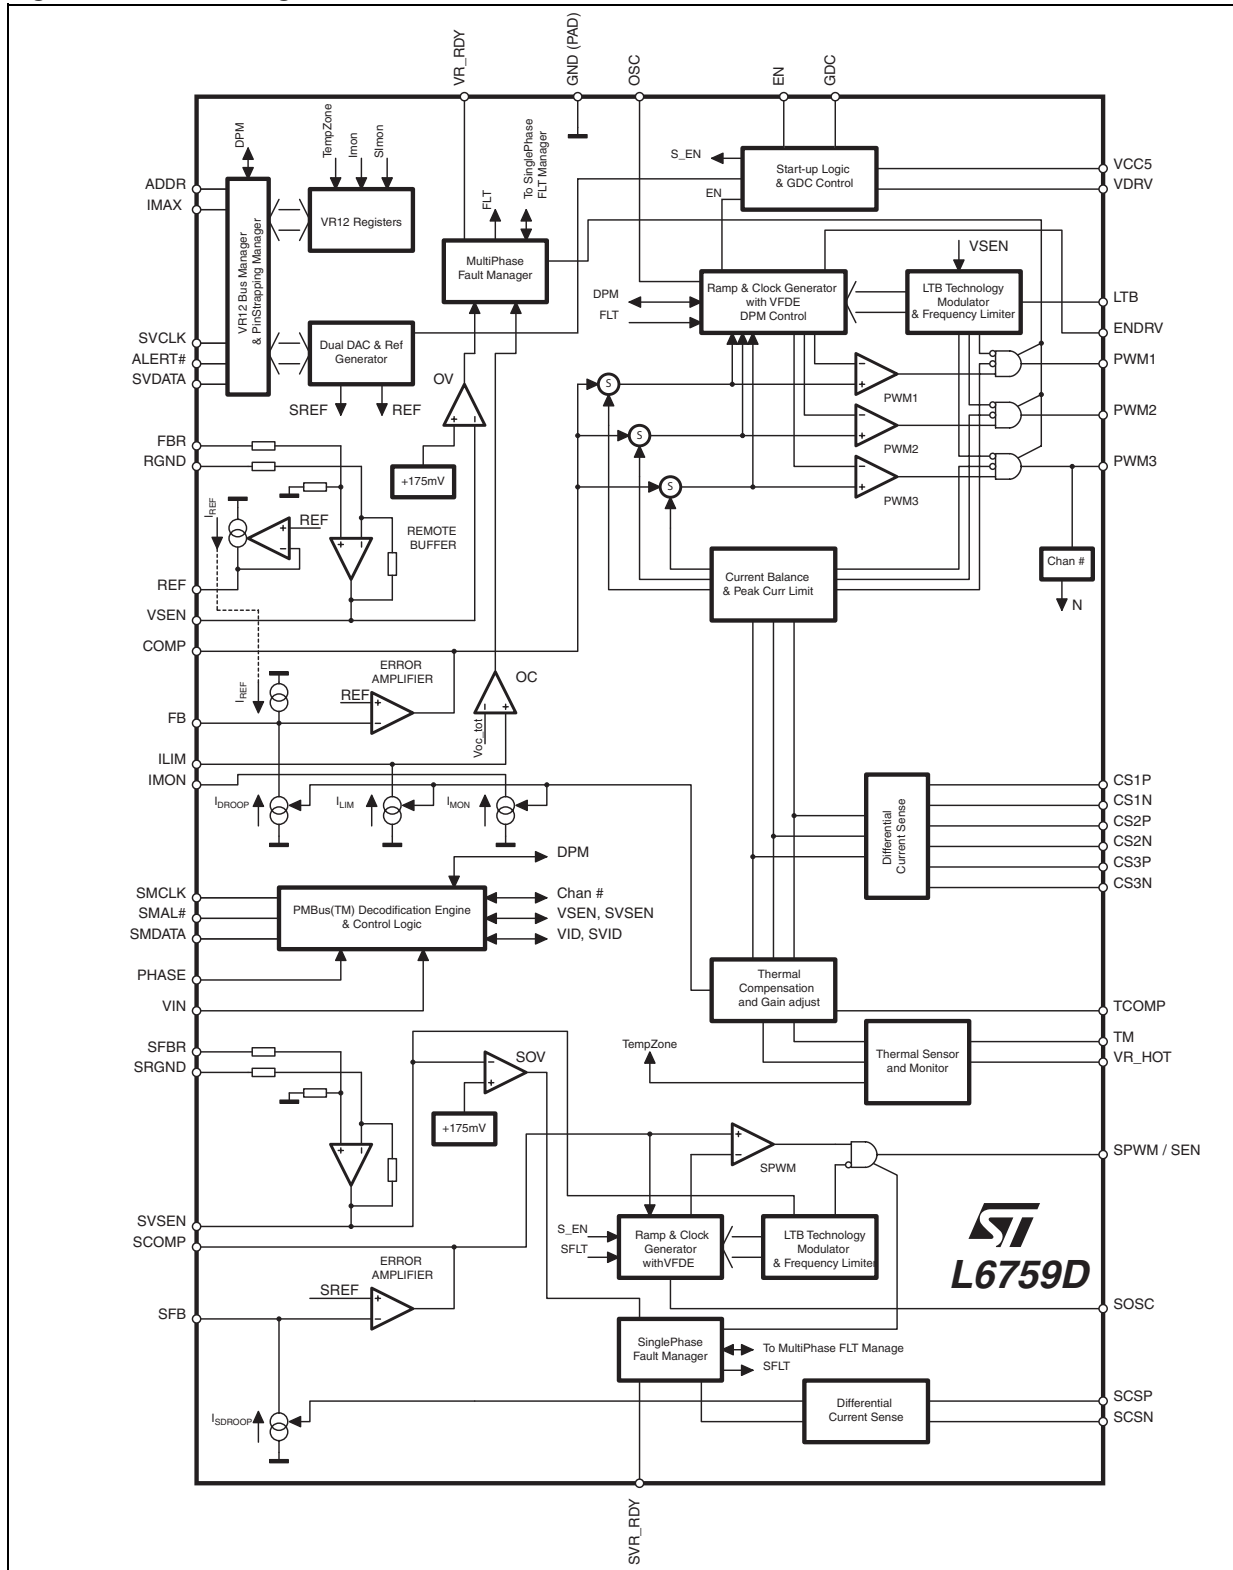 VR_RDY
GND (PAD)
OSC
EN
GDC
DPM
TempZone
Imon
SImon
FLT
To SinglePhase
FLT Manager
S_EN
Start-up Logic
& GDC Control
VCC5
VDRV
ADDR
IMAX
VR12 Bus Manager
& PinStrapping Manager
VR12 Registers
EN
MultiPhase
Fault Manager
VSEN
DPM
FLT
Ramp & Clock Generator
with VFDE
DPM Control
LTB Technology
Modulator
& Frequency Limiter
LTB
ENDRV
SVCLK
ALERT#
SVDATA
Dual DAC & Ref
Generator
SREF
REF
OV
+
−
+175mV
S
S
S
−
+
PWM1
−
+
PWM2
−
+
PWM3
PWM1
PWM2
PWM3
FBR
RGND
IREF
REF
+
−
+
−
REMOTE
BUFFER
REF
VSEN
COMP
Current Balance
& Peak Curr Limit
Chan #
N
IREF
ERROR
AMPLIFIER
REF
+
−
OC
−
+
Voc_tot
FB
ILIM
IMON
IDROOP
ILIM
IMON
Differential
Current Sense
CS1P
CS1N
CS2P
CS2N
CS3P
CS3N
DPM
SMCLK
SMAL#
SMDATA
PMBus(TM) Decodification Engine
& Control Logic
Chan #
VSEN, SVSEN
VID, SVID
PHASE
VIN
Thermal
Compensation
and Gain adjust
TCOMP
TM
VR_HOT
TempZone
Thermal Sensor
and Monitor
SFBR
SRGND
+
−
−
+
SOV
+175mV
+
−
SPWM
SPWM / SEN
SVSEN
SCOMP
S_EN
SFLT
Ramp & Clock
Generator
withVFDE
LTB Technology
Modulator
& Frequency Limiter
ST
L6759D
ERROR
AMPLIFIER
SREF
+
−
SFB
SOSC
SinglePhase
Fault Manager
To MultiPhase FLT Manage
SFLT
ISDROOP
Differential
Current Sense
SCSP
SCSN
SVR_RDY